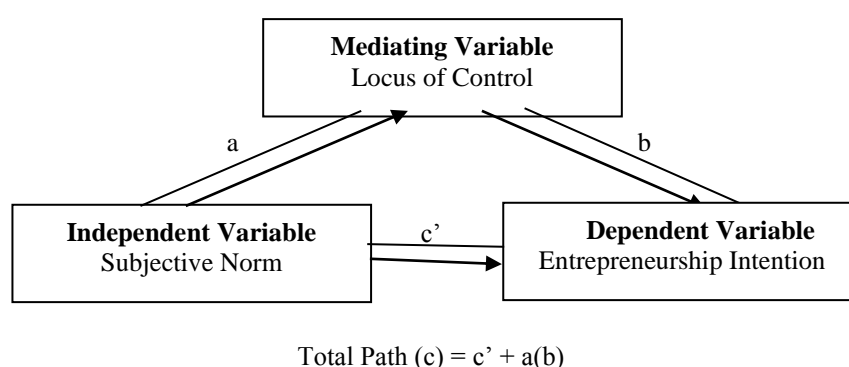 Mediating Variable
Locus of Control
a
b
Independent Variable
Subjective Norm
c’
Dependent Variable
Entrepreneurship Intention
Total Path (c) = c’ + a(b)